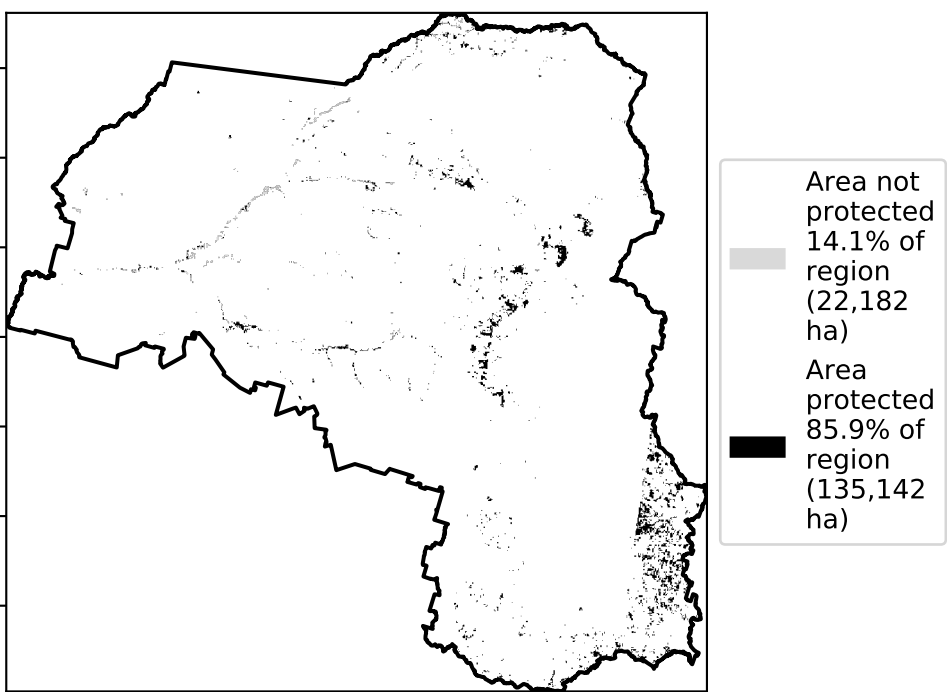 Area not
protected
14.1% of
region
(22,182
ha)
Area
protected
85.9% of
region
(135,142
ha)